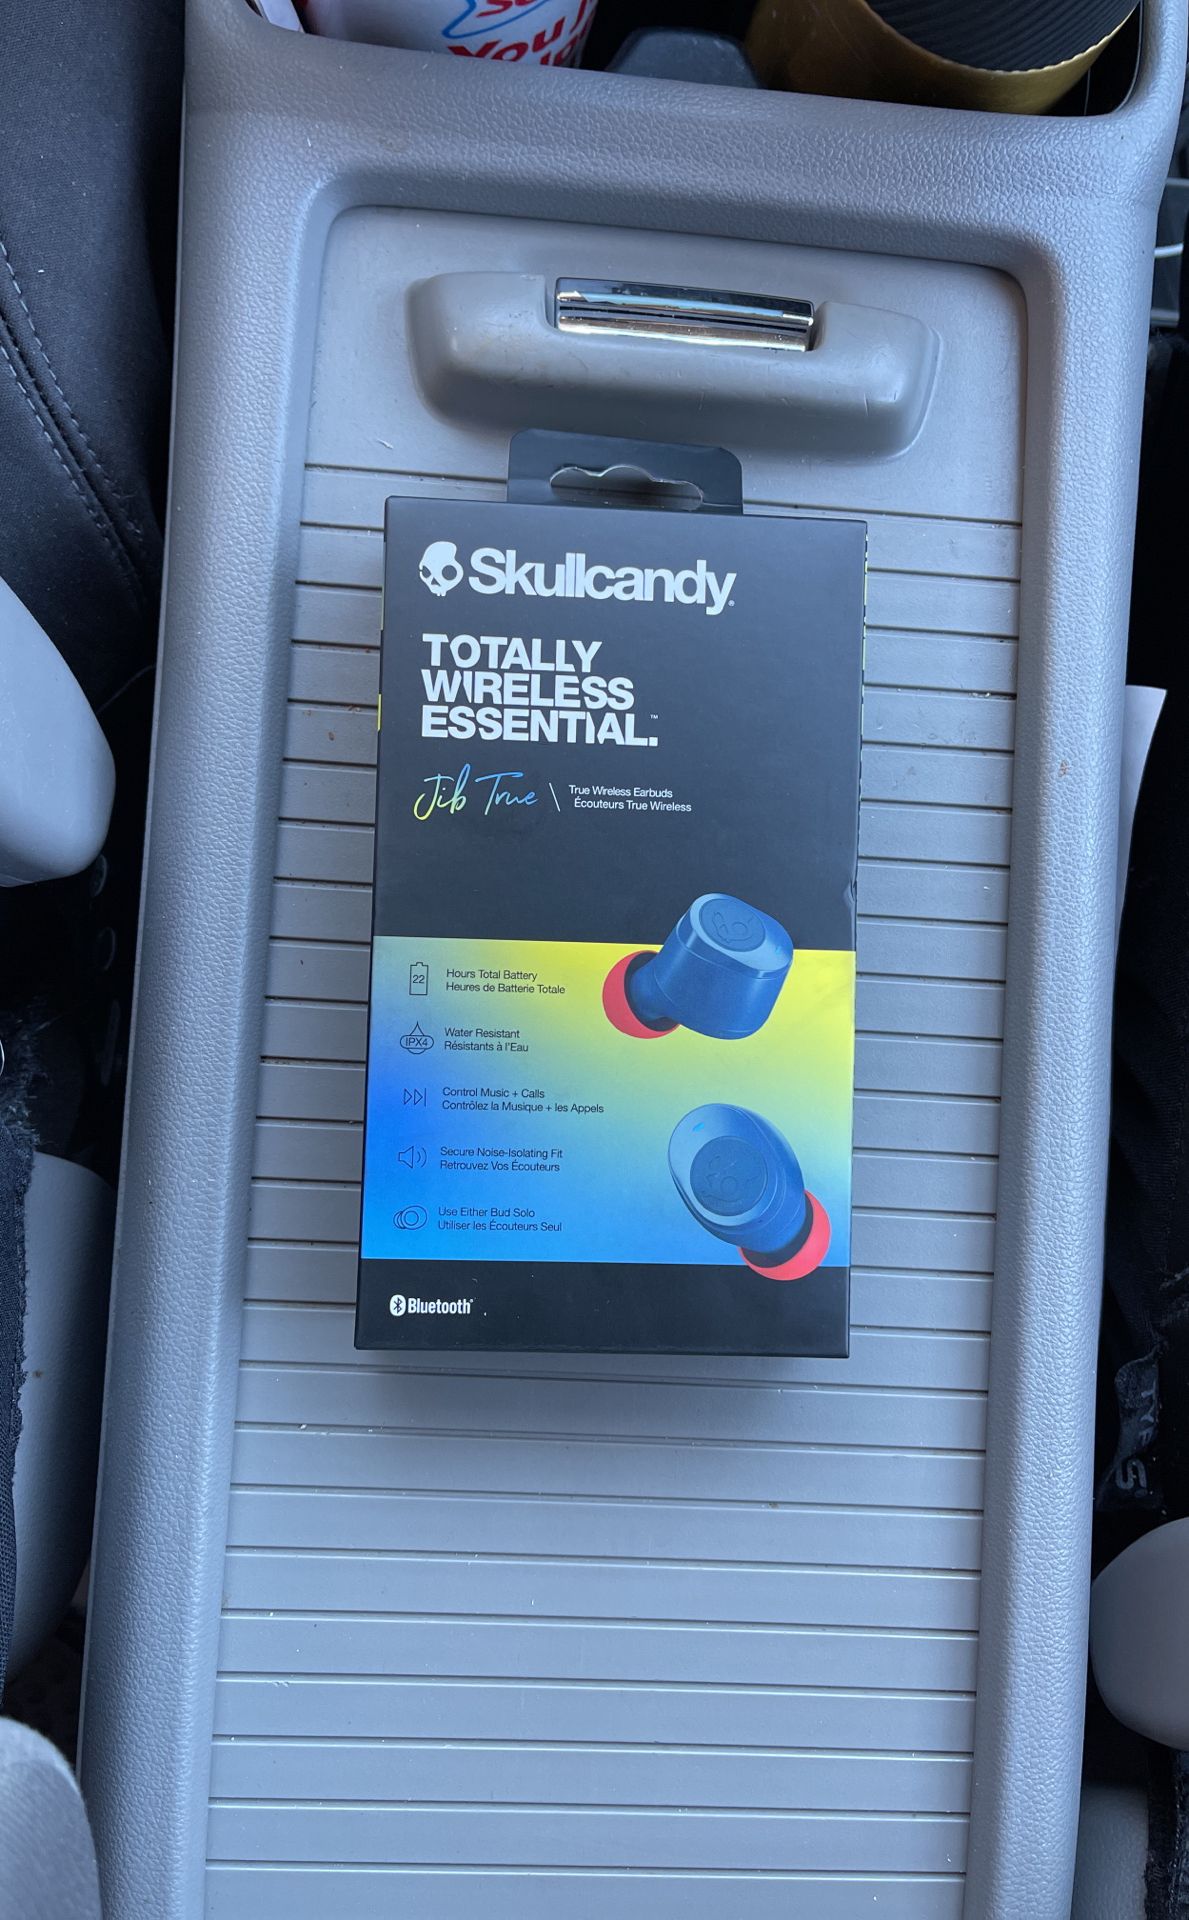 You
Skullcandy®
TOTALLY
WIRELESS
ESSENTIAL.™
Jib True \ True Wireless Earbuds
Écouteurs True Wireless
22
Hours Total Battery
Heures de Batterie Totale
IPX4
Water Resistant
Résistants à l'Eau
Control Music + Calls
Contrôlez la Musique + les Appels
Secure Noise-Isolating Fit
Retrouvez Vos Écouteurs
Use Either Bud Solo
Utiliser les Écouteurs Seul
Bluetooth®